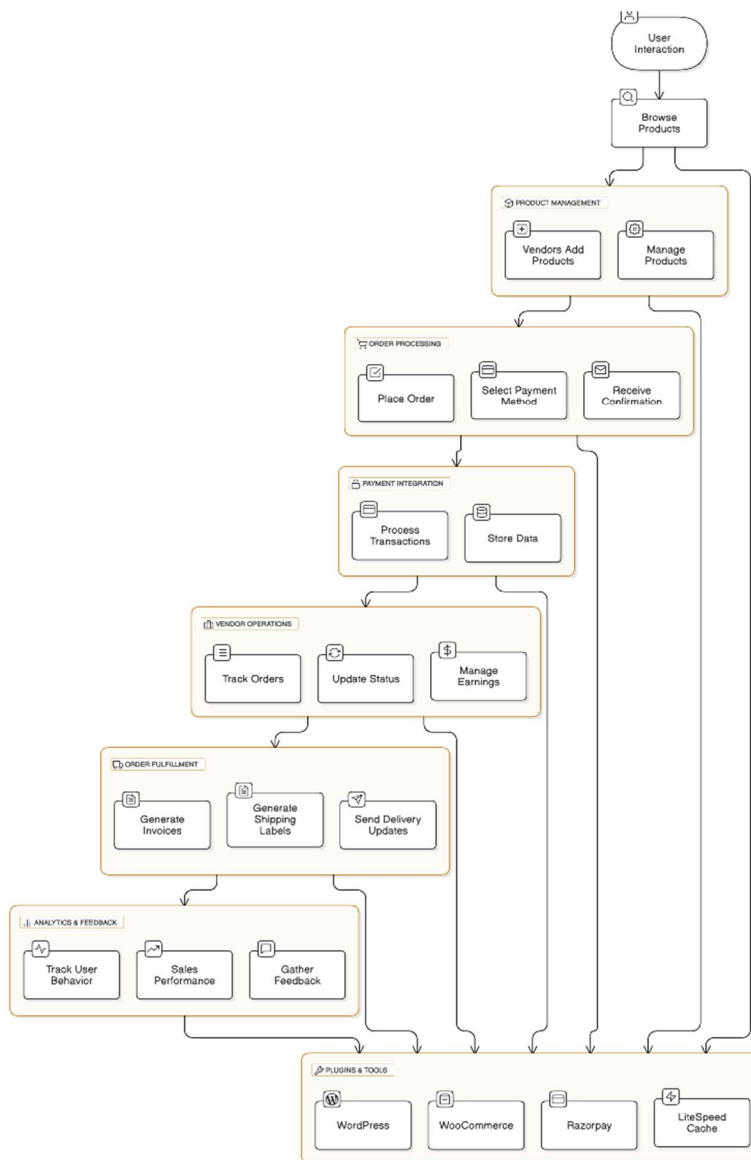 User
Interaction
Browse
Products
PRODUCT MANAGEMENT
Vendors Add
Products
Manage
Products
ORDER PROCESSING
Place Order
Select Payment
Method
Receive
Confirmation
PAYMENT INTEGRATION
Process
Transactions
Store Data
VENDOR OPERATIONS
Track Orders
Update Status
Manage
Earnings
ORDER FULFILLMENT
Generate
Invoices
Generate
Shipping
Labels
Send Delivery
Updates
ANALYTICS & FEEDBACK
Track User
Behavior
Sales
Performance
Gather
Feedback
PLUGINS & TOOLS
WordPress
WooCommerce
Razorpay
LiteSpeed
Cache